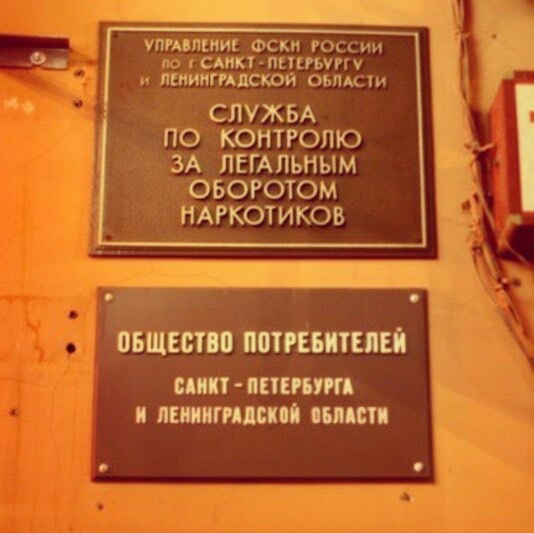 УПРАВЛЕНИЕ ФСКН РОССИИ
ПО Г. САНКТ-ПЕТЕРБУРГУ
И ЛЕНИНГРАДСКОЙ ОБЛАСТИ
СЛУЖБА
ПО КОНТРОЛЮ
ЗА ЛЕГАЛЬНЫМ
ОБОРОТОМ
НАРКОТИКОВ
ОБЩЕСТВО ПОТРЕБИТЕЛЕЙ
САНКТ-ПЕТЕРБУРГА
И ЛЕНИНГРАДСКОЙ ОБЛАСТИ